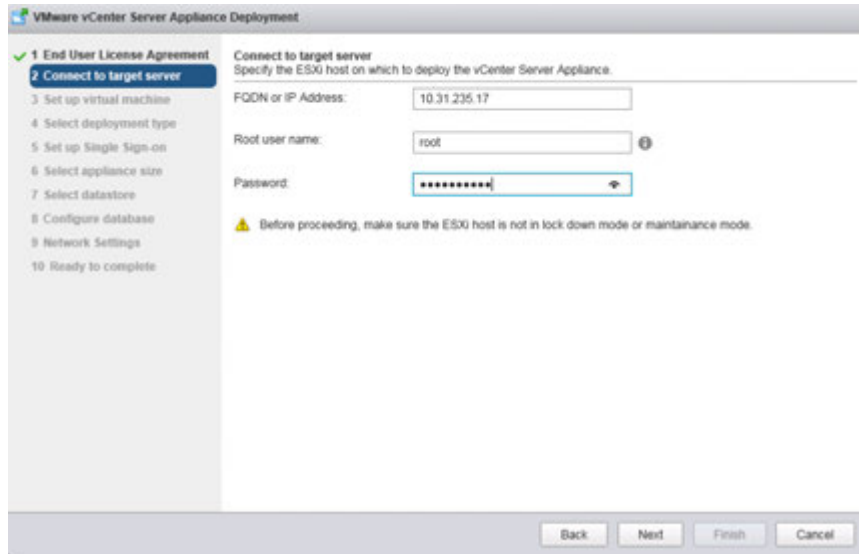 VMware vCenter Server Appliance Deployment
1 End User License Agreement
2 Connect to target server
3 Set up virtual machine
4 Select deployment type
5 Set up Single Sign-on
6 Select appliance size
7 Select datastore
8 Configure database
9 Network Settings
10 Ready to complete
Connect to target server
Specify the ESXi host on which to deploy the vCenter Server Appliance.
FQDN or IP Address:
10.31.235.17
Root user name:
root
Password:
Before proceeding, make sure the ESXi host is not in lock down mode or maintainance mode.
Back
Next
Finish
Cancel